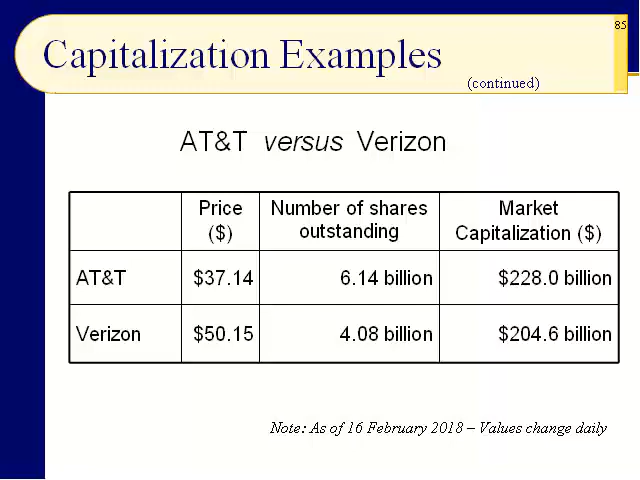 85
Capitalization Examples
(continued)
AT&T versus Verizon
Price ($) Number of shares outstanding Market Capitalization ($)
AT&T $37.14 6.14 billion $228.0 billion
Verizon $50.15 4.08 billion $204.6 billion
Note: As of 16 February 2018 – Values change daily